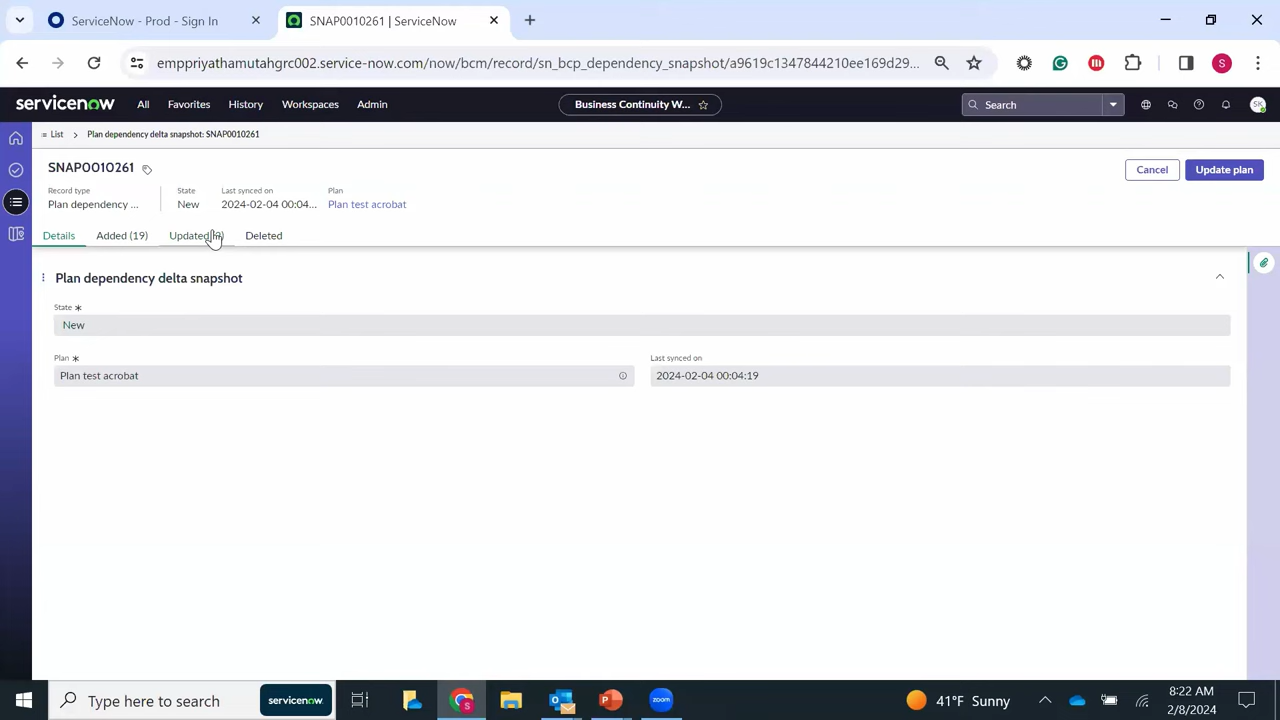 ServiceNow - Prod - Sign In
SNAP0010261 | ServiceNow
emppriyathamutahgrc002.service-now.com/now/bcm/record/sn_bcp_dependency_snapshot/a9619c1347844210ee169d29...
S
servicenow
All
Favorites
History
Workspaces
Admin
Business Continuity W...
Search
SK
List
Plan dependency delta snapshot: SNAP0010261
SNAP0010261
Cancel
Update plan
Record type
State
Last synced on
Plan
Plan dependency ...
New
2024-02-04 00:04...
Plan test acrobat
Details
Added (19)
Updated
Deleted
Plan dependency delta snapshot
State *
New
Plan *
Last synced on
Plan test acrobat
2024-02-04 00:04:19
Type here to search
servicenow.
41°F Sunny
8:22 AM
2/8/2024